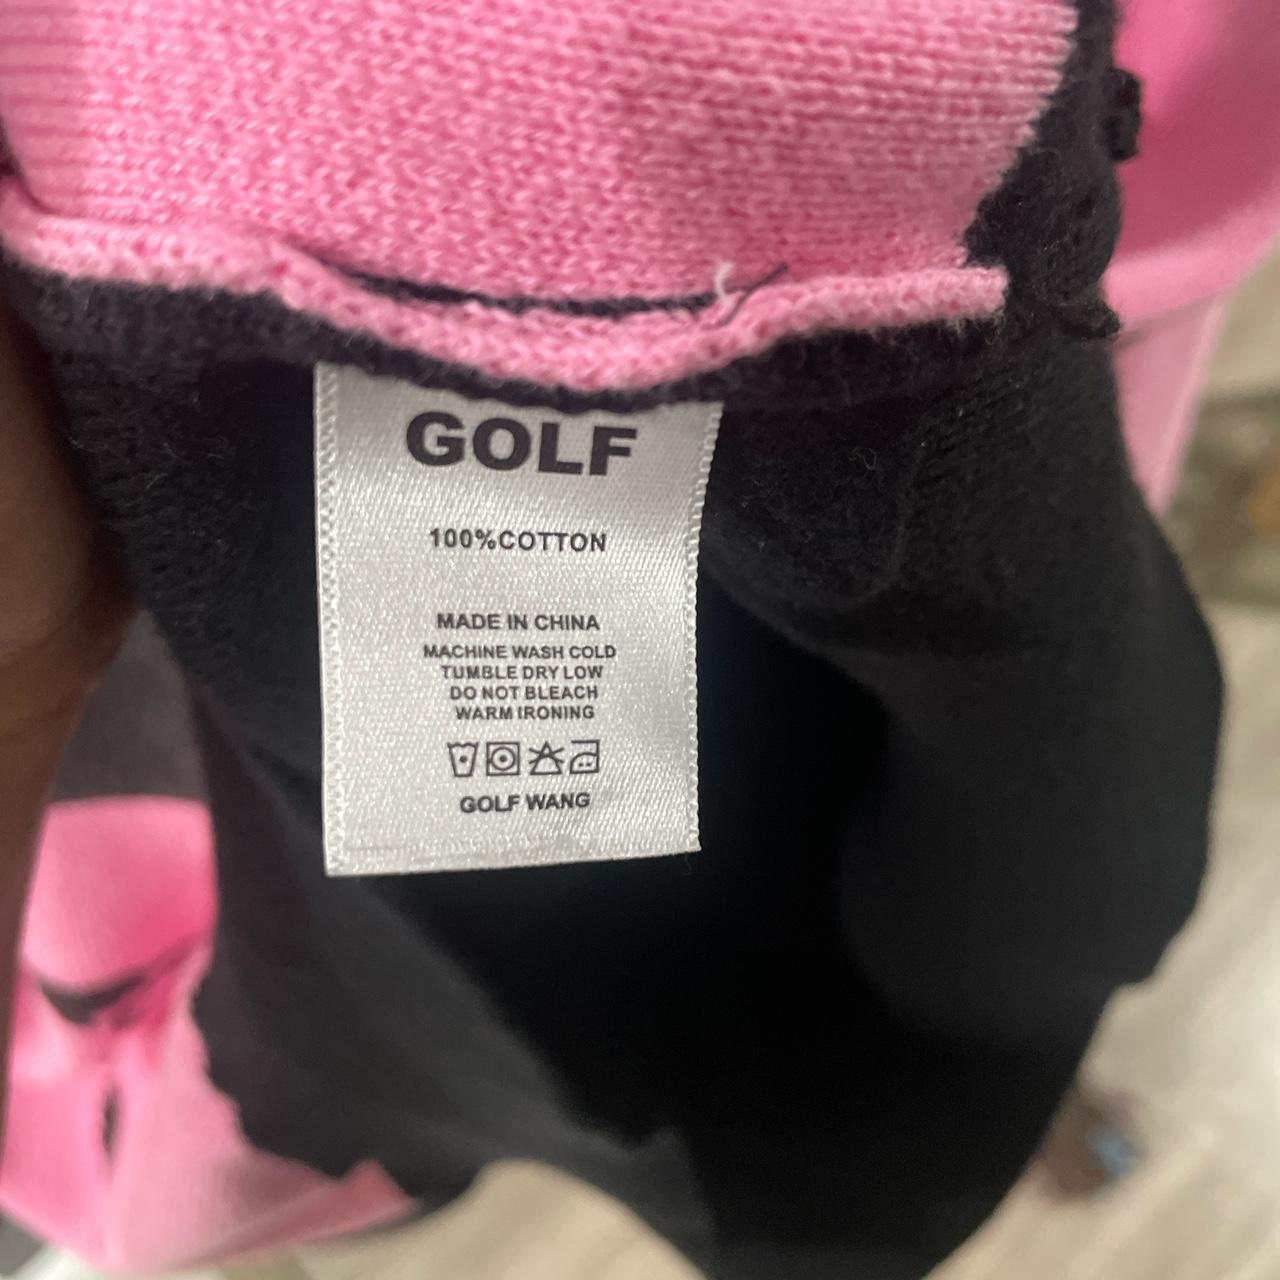 GOLF
100%COTTON
MADE IN CHINA
MACHINE WASH COLD
TUMBLE DRY LOW
DO NOT BLEACH
WARM IRONING
GOLF WANG